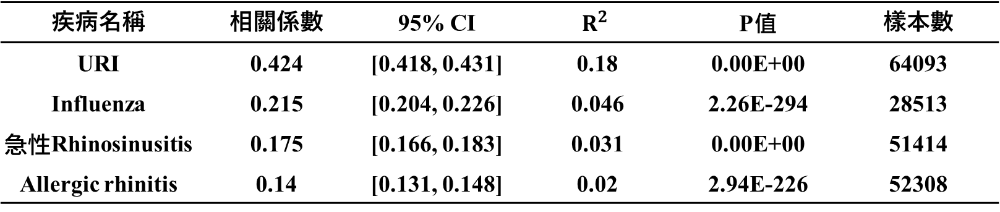 疾病名稱 相關係數 95% CI R² P值 樣本數
URI 0.424 [0.418, 0.431] 0.18 0.00E+00 64093
Influenza 0.215 [0.204, 0.226] 0.046 2.26E-294 28513
急性Rhinosinusitis 0.175 [0.166, 0.183] 0.031 0.00E+00 51414
Allergic rhinitis 0.14 [0.131, 0.148] 0.02 2.94E-226 52308